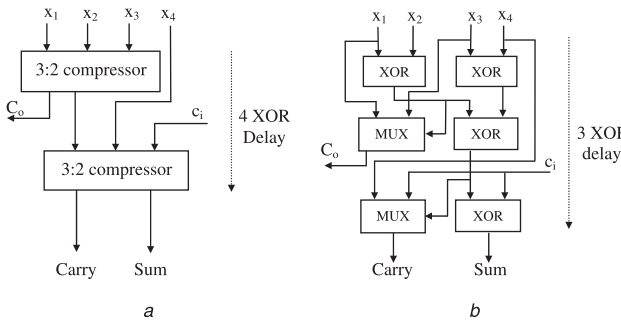 x₁ x₂ x₃ x₄
3:2 compressor
Cₒ
cᵢ
3:2 compressor
4 XOR
Delay
Carry Sum
a
x₁ x₂ x₃ x₄
XOR XOR
MUX XOR
Cₒ
cᵢ
MUX XOR
3 XOR
delay
Carry Sum
b